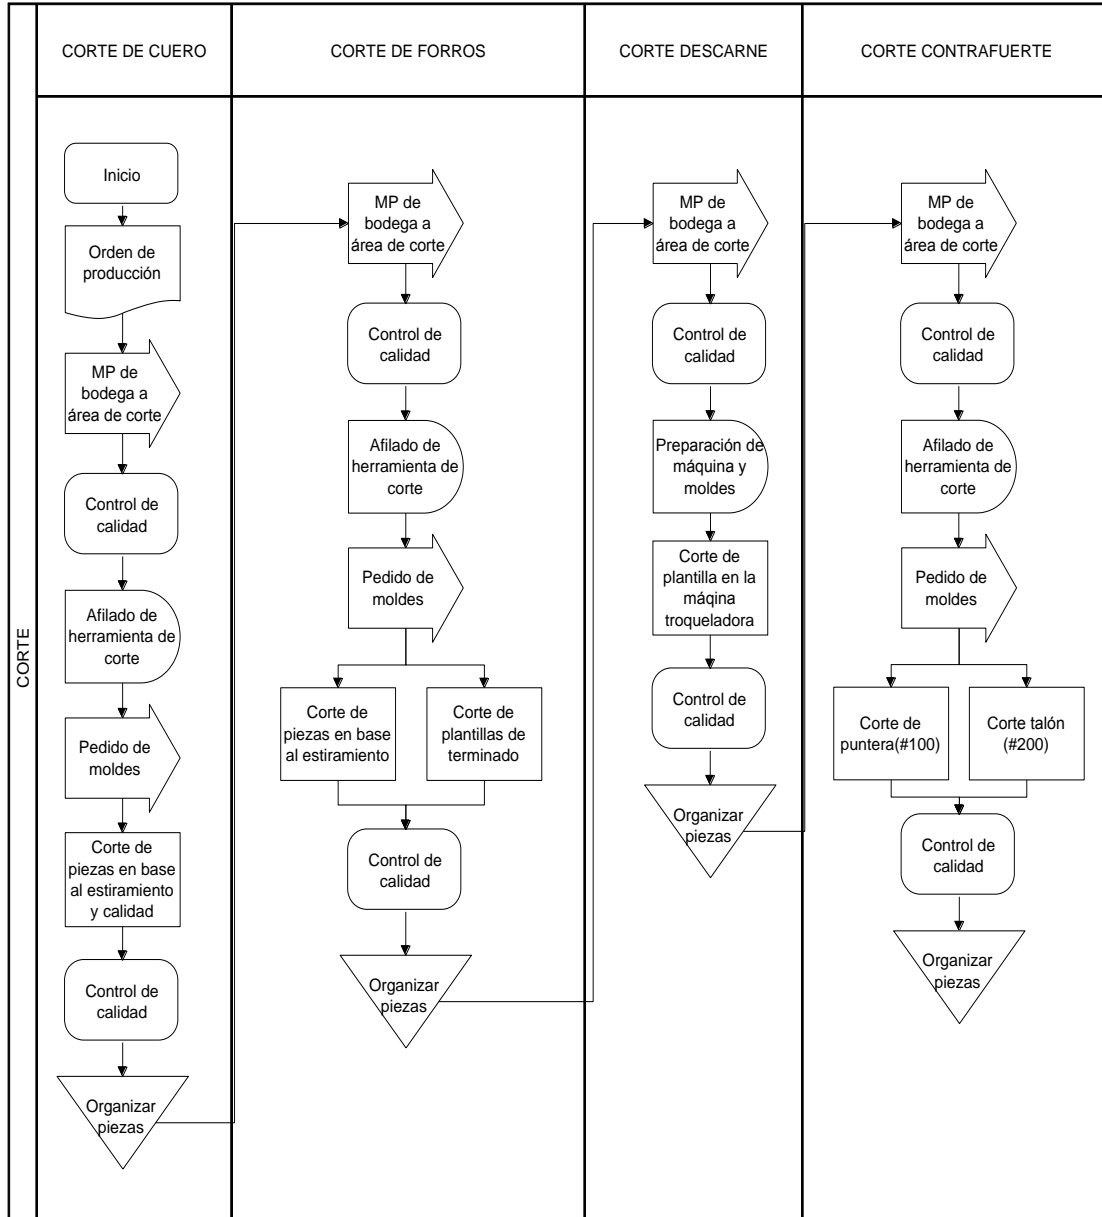 CORTE
CORTE DE CUERO
CORTE DE FORROS
CORTE DESCARNE
CORTE CONTRAFUERTE
Inicio
Orden de
producción
MP de
bodega a
área de corte
Control de
calidad
Afilado de
herramienta de
corte
Pedido de
moldes
Corte de
piezas en base
al estiramiento
y calidad
Control de
calidad
Organizar
piezas
MP de
bodega a
área de corte
Control de
calidad
Afilado de
herramienta de
corte
Pedido de
moldes
Corte de
piezas en base
al estiramiento
Corte de
plantillas de
terminado
Control de
calidad
Organizar
piezas
MP de
bodega a
área de corte
Control de
calidad
Preparación de
máquina y
moldes
Corte de
plantilla en la
máqina
troqueladora
Control de
calidad
Organizar
piezas
MP de
bodega a
área de corte
Control de
calidad
Afilado de
herramienta de
corte
Pedido de
moldes
Corte de
puntera(#100)
Corte talón
(#200)
Control de
calidad
Organizar
piezas